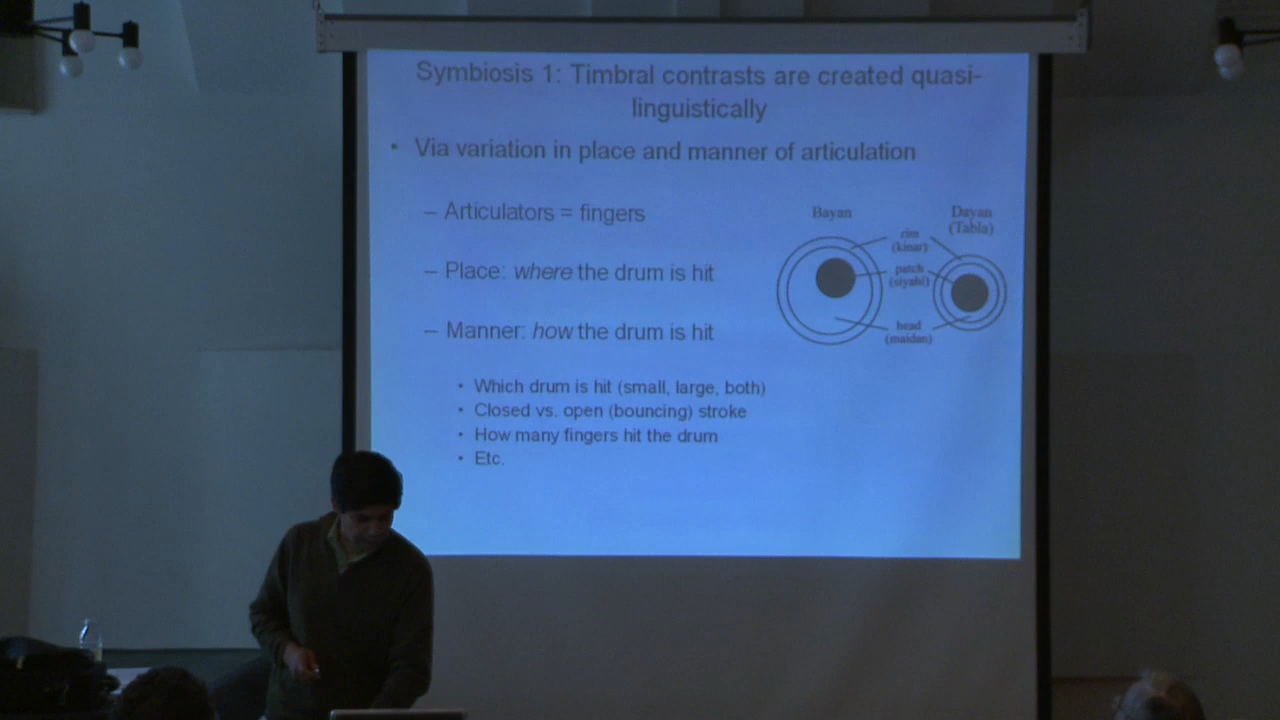 Symbiosis 1: Timbral contrasts are created quasi-
linguistically
• Via variation in place and manner of articulation
– Articulators = fingers
– Place: where the drum is hit
– Manner: how the drum is hit
• Which drum is hit (small, large, both)
• Closed vs. open (bouncing) stroke
• How many fingers hit the drum
• Etc.
Bayan
Dayan
(Tabla)
rim
(kinar)
patch
(siyahi)
head
(maidan)